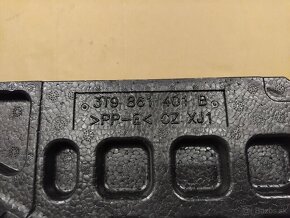 3T9 861 401 B
>PP-E< CZ XJ1